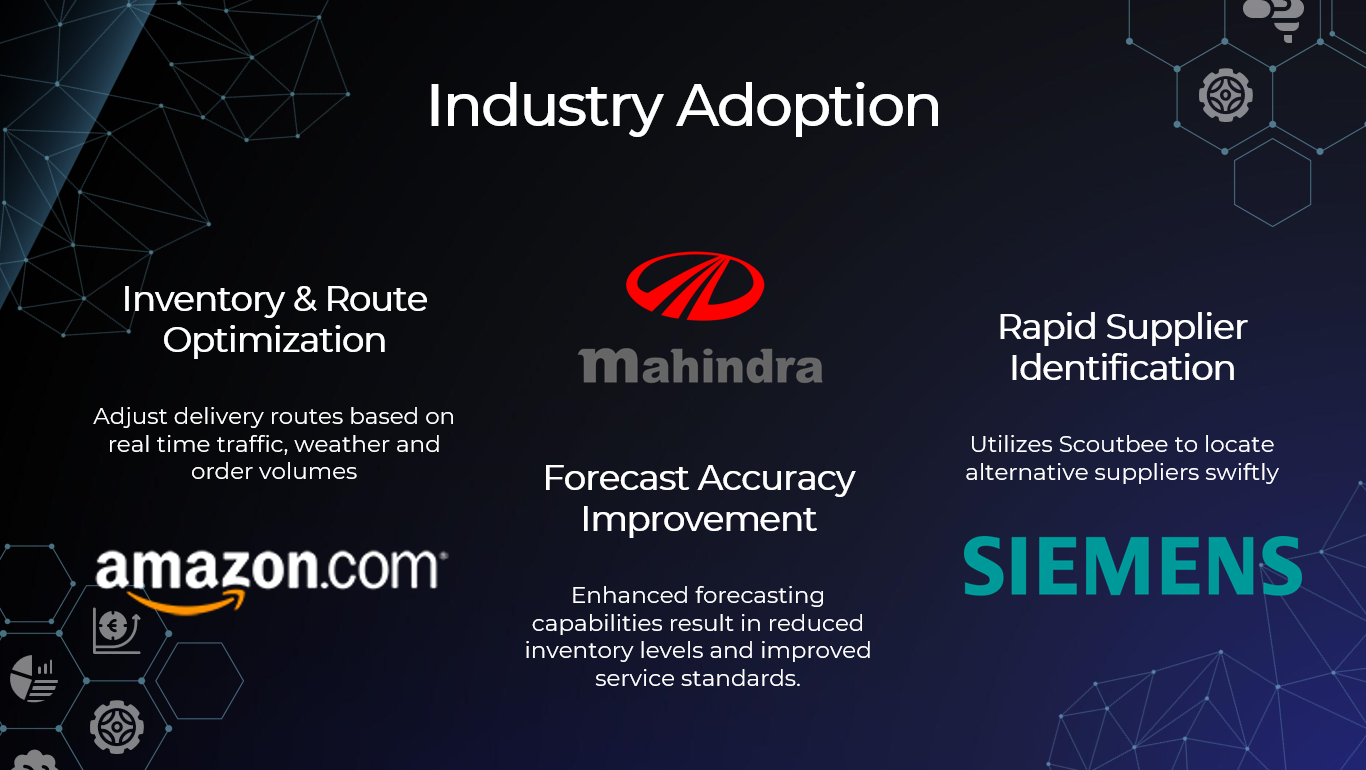 Industry Adoption
Inventory & Route
Optimization
Adjust delivery routes based on
real time traffic, weather and
order volumes
amazon.com®
mahindra
Forecast Accuracy
Improvement
Enhanced forecasting
capabilities result in reduced
inventory levels and improved
service standards.
Rapid Supplier
Identification
Utilizes Scoutbee to locate
alternative suppliers swiftly
SIEMENS